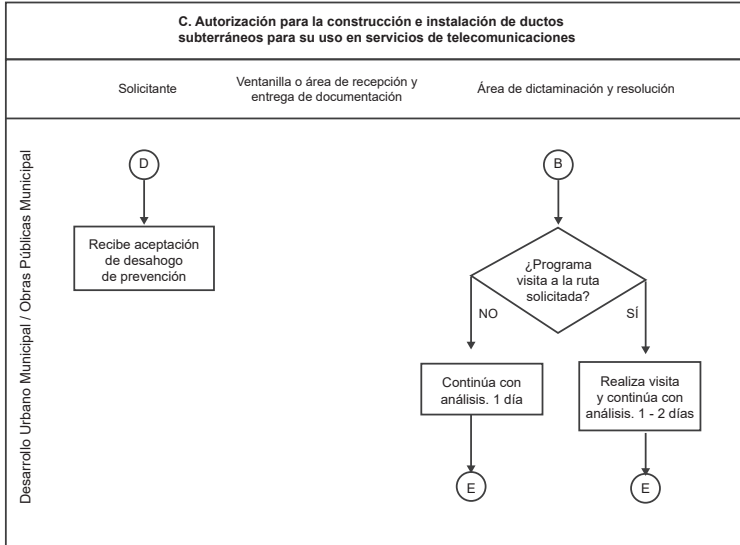 C. Autorización para la construcción e instalación de ductos
subterráneos para su uso en servicios de telecomunicaciones
Solicitante
Ventanilla o área de recepción y
entrega de documentación
Área de dictaminación y resolución
Desarrollo Urbano Municipal / Obras Públicas Municipal
D
Recibe aceptación
de desahogo
de prevención
B
¿Programa
visita a la ruta
solicitada?
NO
SÍ
Continúa con
análisis. 1 día
Realiza visita
y continúa con
análisis. 1 - 2 días
E
E